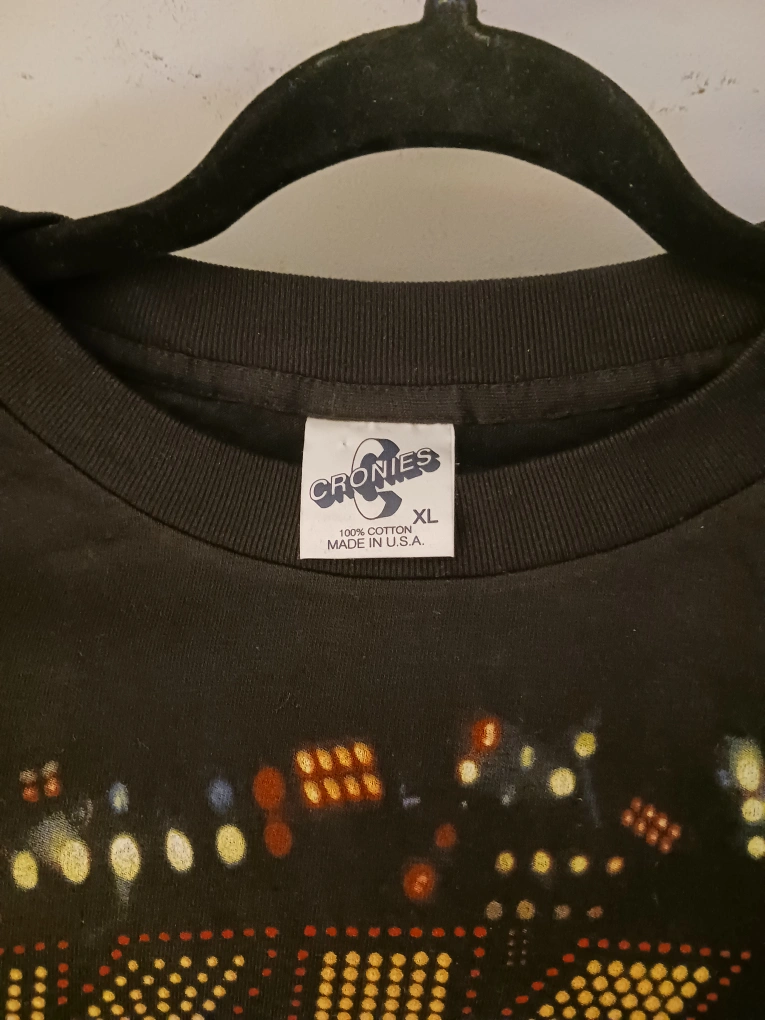 CRONIES
C
XL
100% COTTON
MADE IN U.S.A.